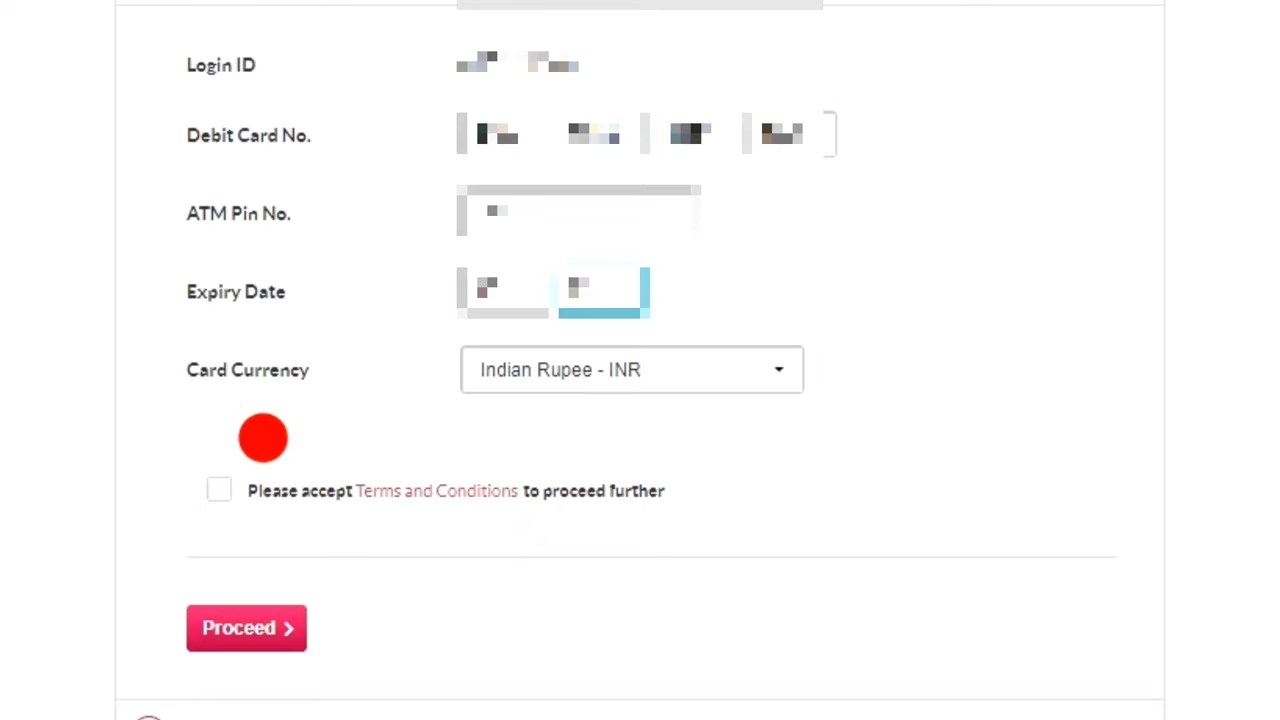 Login ID
Debit Card No.
ATM Pin No.
Expiry Date
Card Currency Indian Rupee - INR
Please accept Terms and Conditions to proceed further
Proceed